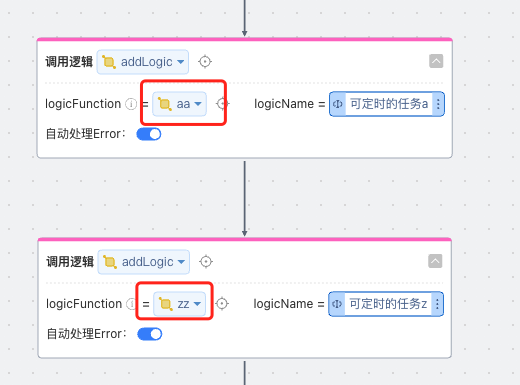 调用逻辑 addLogic
logicFunction = aa logicName = 可定时的任务a
自动处理Error：
调用逻辑 addLogic
logicFunction = zz logicName = 可定时的任务z
自动处理Error：